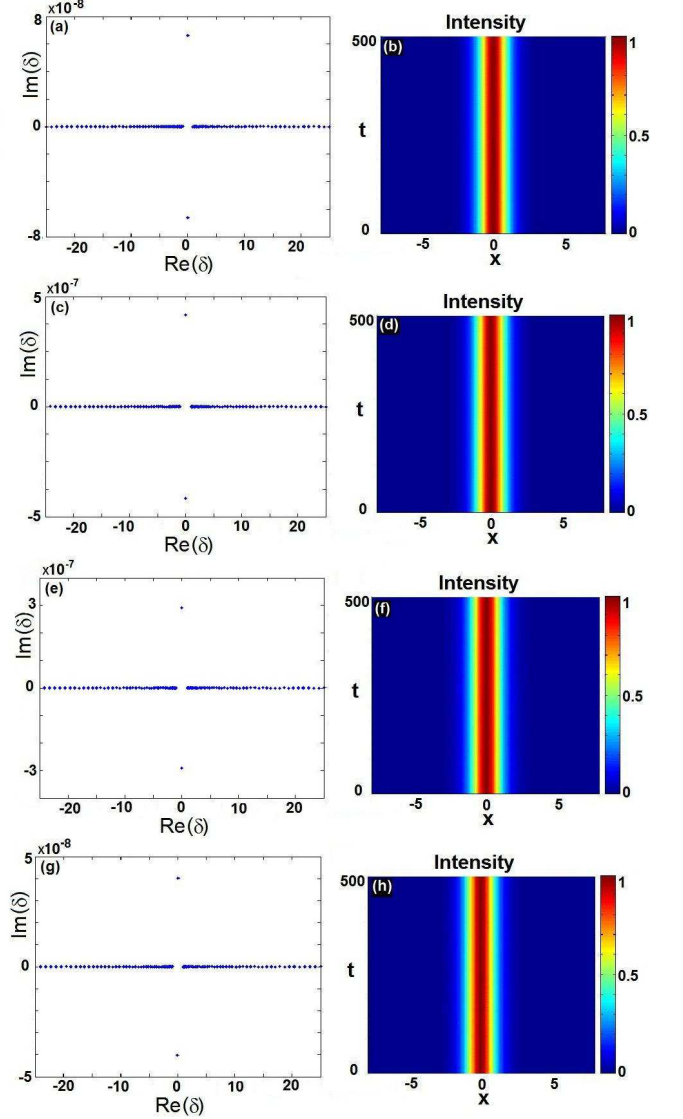 x10⁻⁸
8
(a)
Im(δ)
0
-8
-20 -10 0 10 20
Re(δ)
Intensity
500
(b)
t
0
-5 0 5
x
1
0.5
0
x10⁻⁷
5
(c)
Im(δ)
0
-5
-20 -10 0 10 20
Re(δ)
Intensity
500
(d)
t
0
-5 0 5
x
1
0.5
0
x10⁻⁷
(e)
3
Im(δ)
0
-3
-20 -10 0 10 20
Re(δ)
Intensity
500
(f)
t
0
-5 0 5
x
1
0.5
0
x10⁻⁸
5
(g)
Im(δ)
0
-5
-20 -10 0 10 20
Re(δ)
Intensity
500
(h)
t
0
-5 0 5
x
1
0.5
0